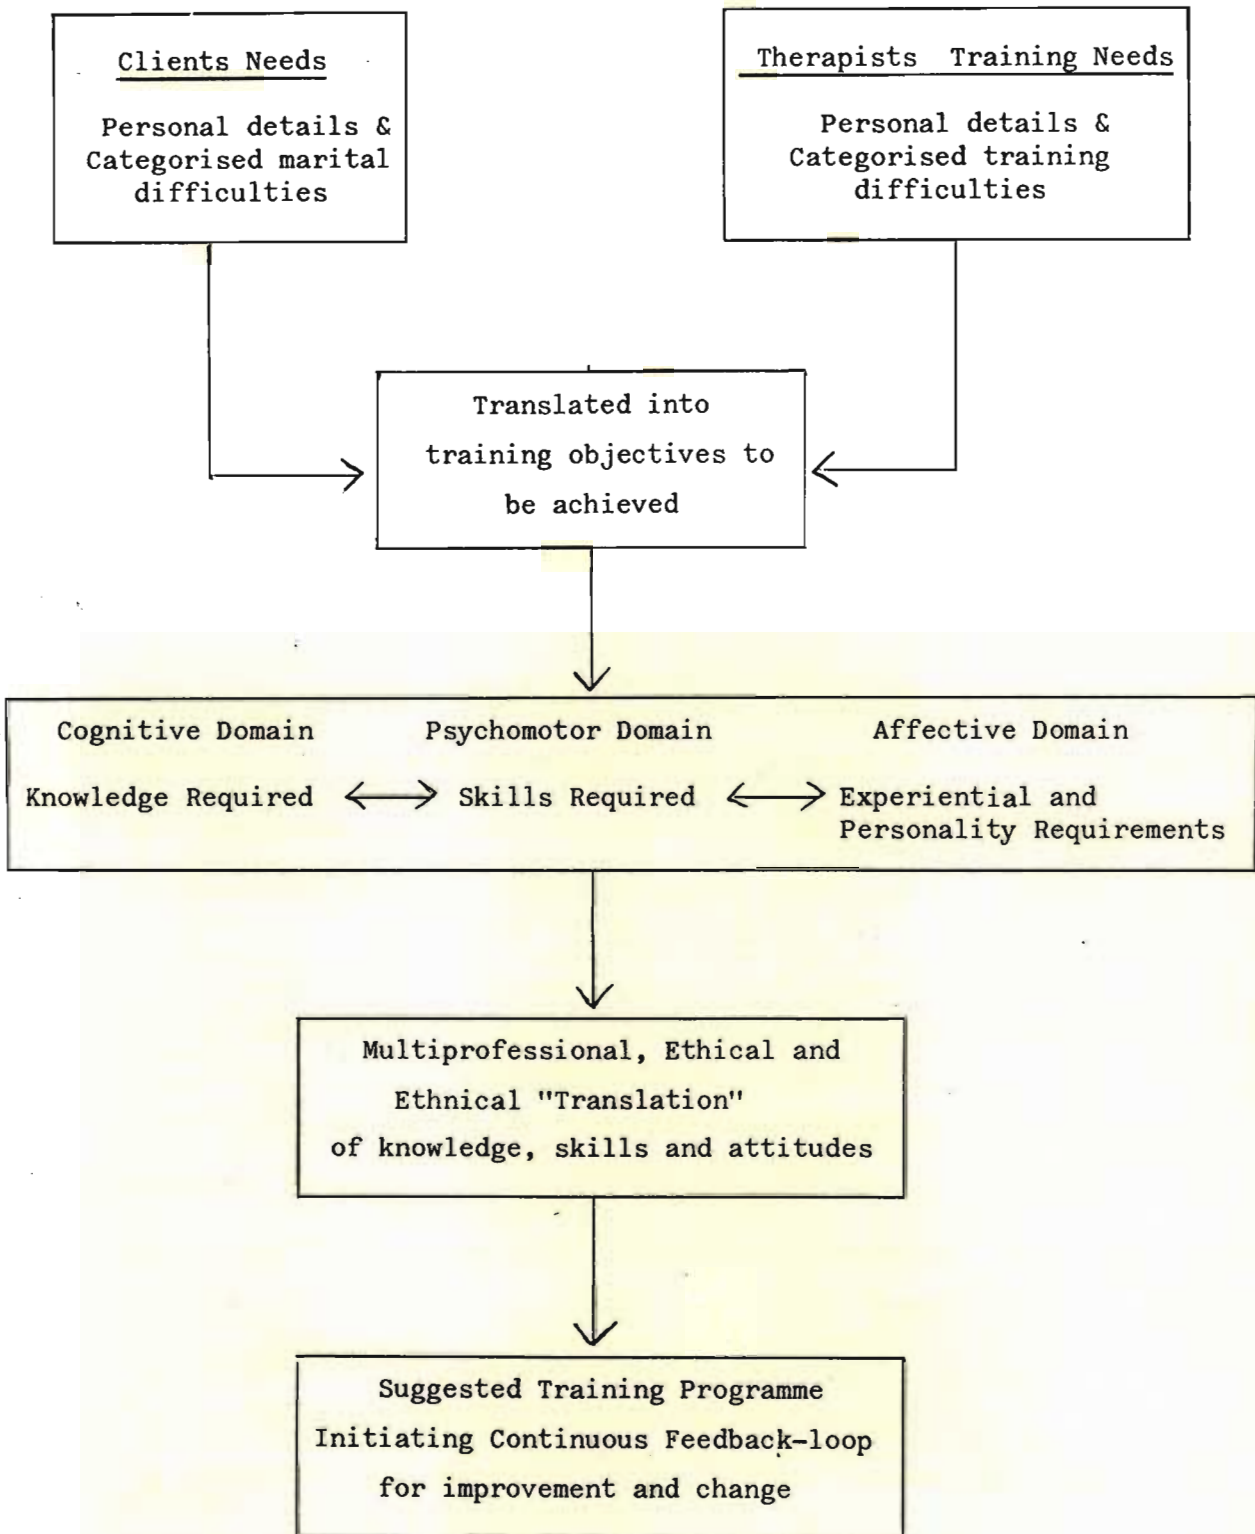 Clients Needs
Personal details &
Categorised marital
difficulties
Therapists Training Needs
Personal details &
Categorised training
difficulties
Translated into
training objectives to
be achieved
Cognitive Domain Psychomotor Domain Affective Domain
Knowledge Required Skills Required Experiential and
Personality Requirements
Multiprofessional, Ethical and
Ethnical "Translation"
of knowledge, skills and attitudes
Suggested Training Programme
Initiating Continuous Feedback-loop
for improvement and change